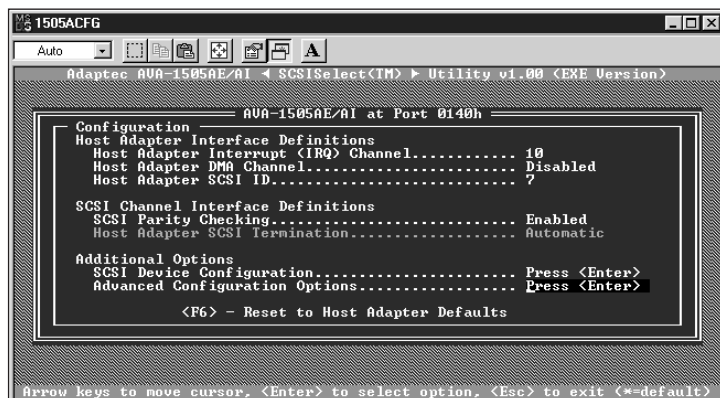 1505ACFG
Auto
A
Adaptec AVA-1505AE/AI ◄ SCSISelect(TM) ► Utility v1.00 (EXE Version)
AVA-1505AE/AI at Port 0140h
Configuration
Host Adapter Interface Definitions
Host Adapter Interrupt (IRQ) Channel............ 10
Host Adapter DMA Channel........................ Disabled
Host Adapter SCSI ID............................ 7
SCSI Channel Interface Definitions
SCSI Parity Checking............................ Enabled
Host Adapter SCSI Termination................... Automatic
Additional Options
SCSI Device Configuration....................... Press <Enter>
Advanced Configuration Options.................. Press <Enter>
<F6> - Reset to Host Adapter Defaults
Arrow keys to move cursor, <Enter> to select option, <Esc> to exit (*=default)